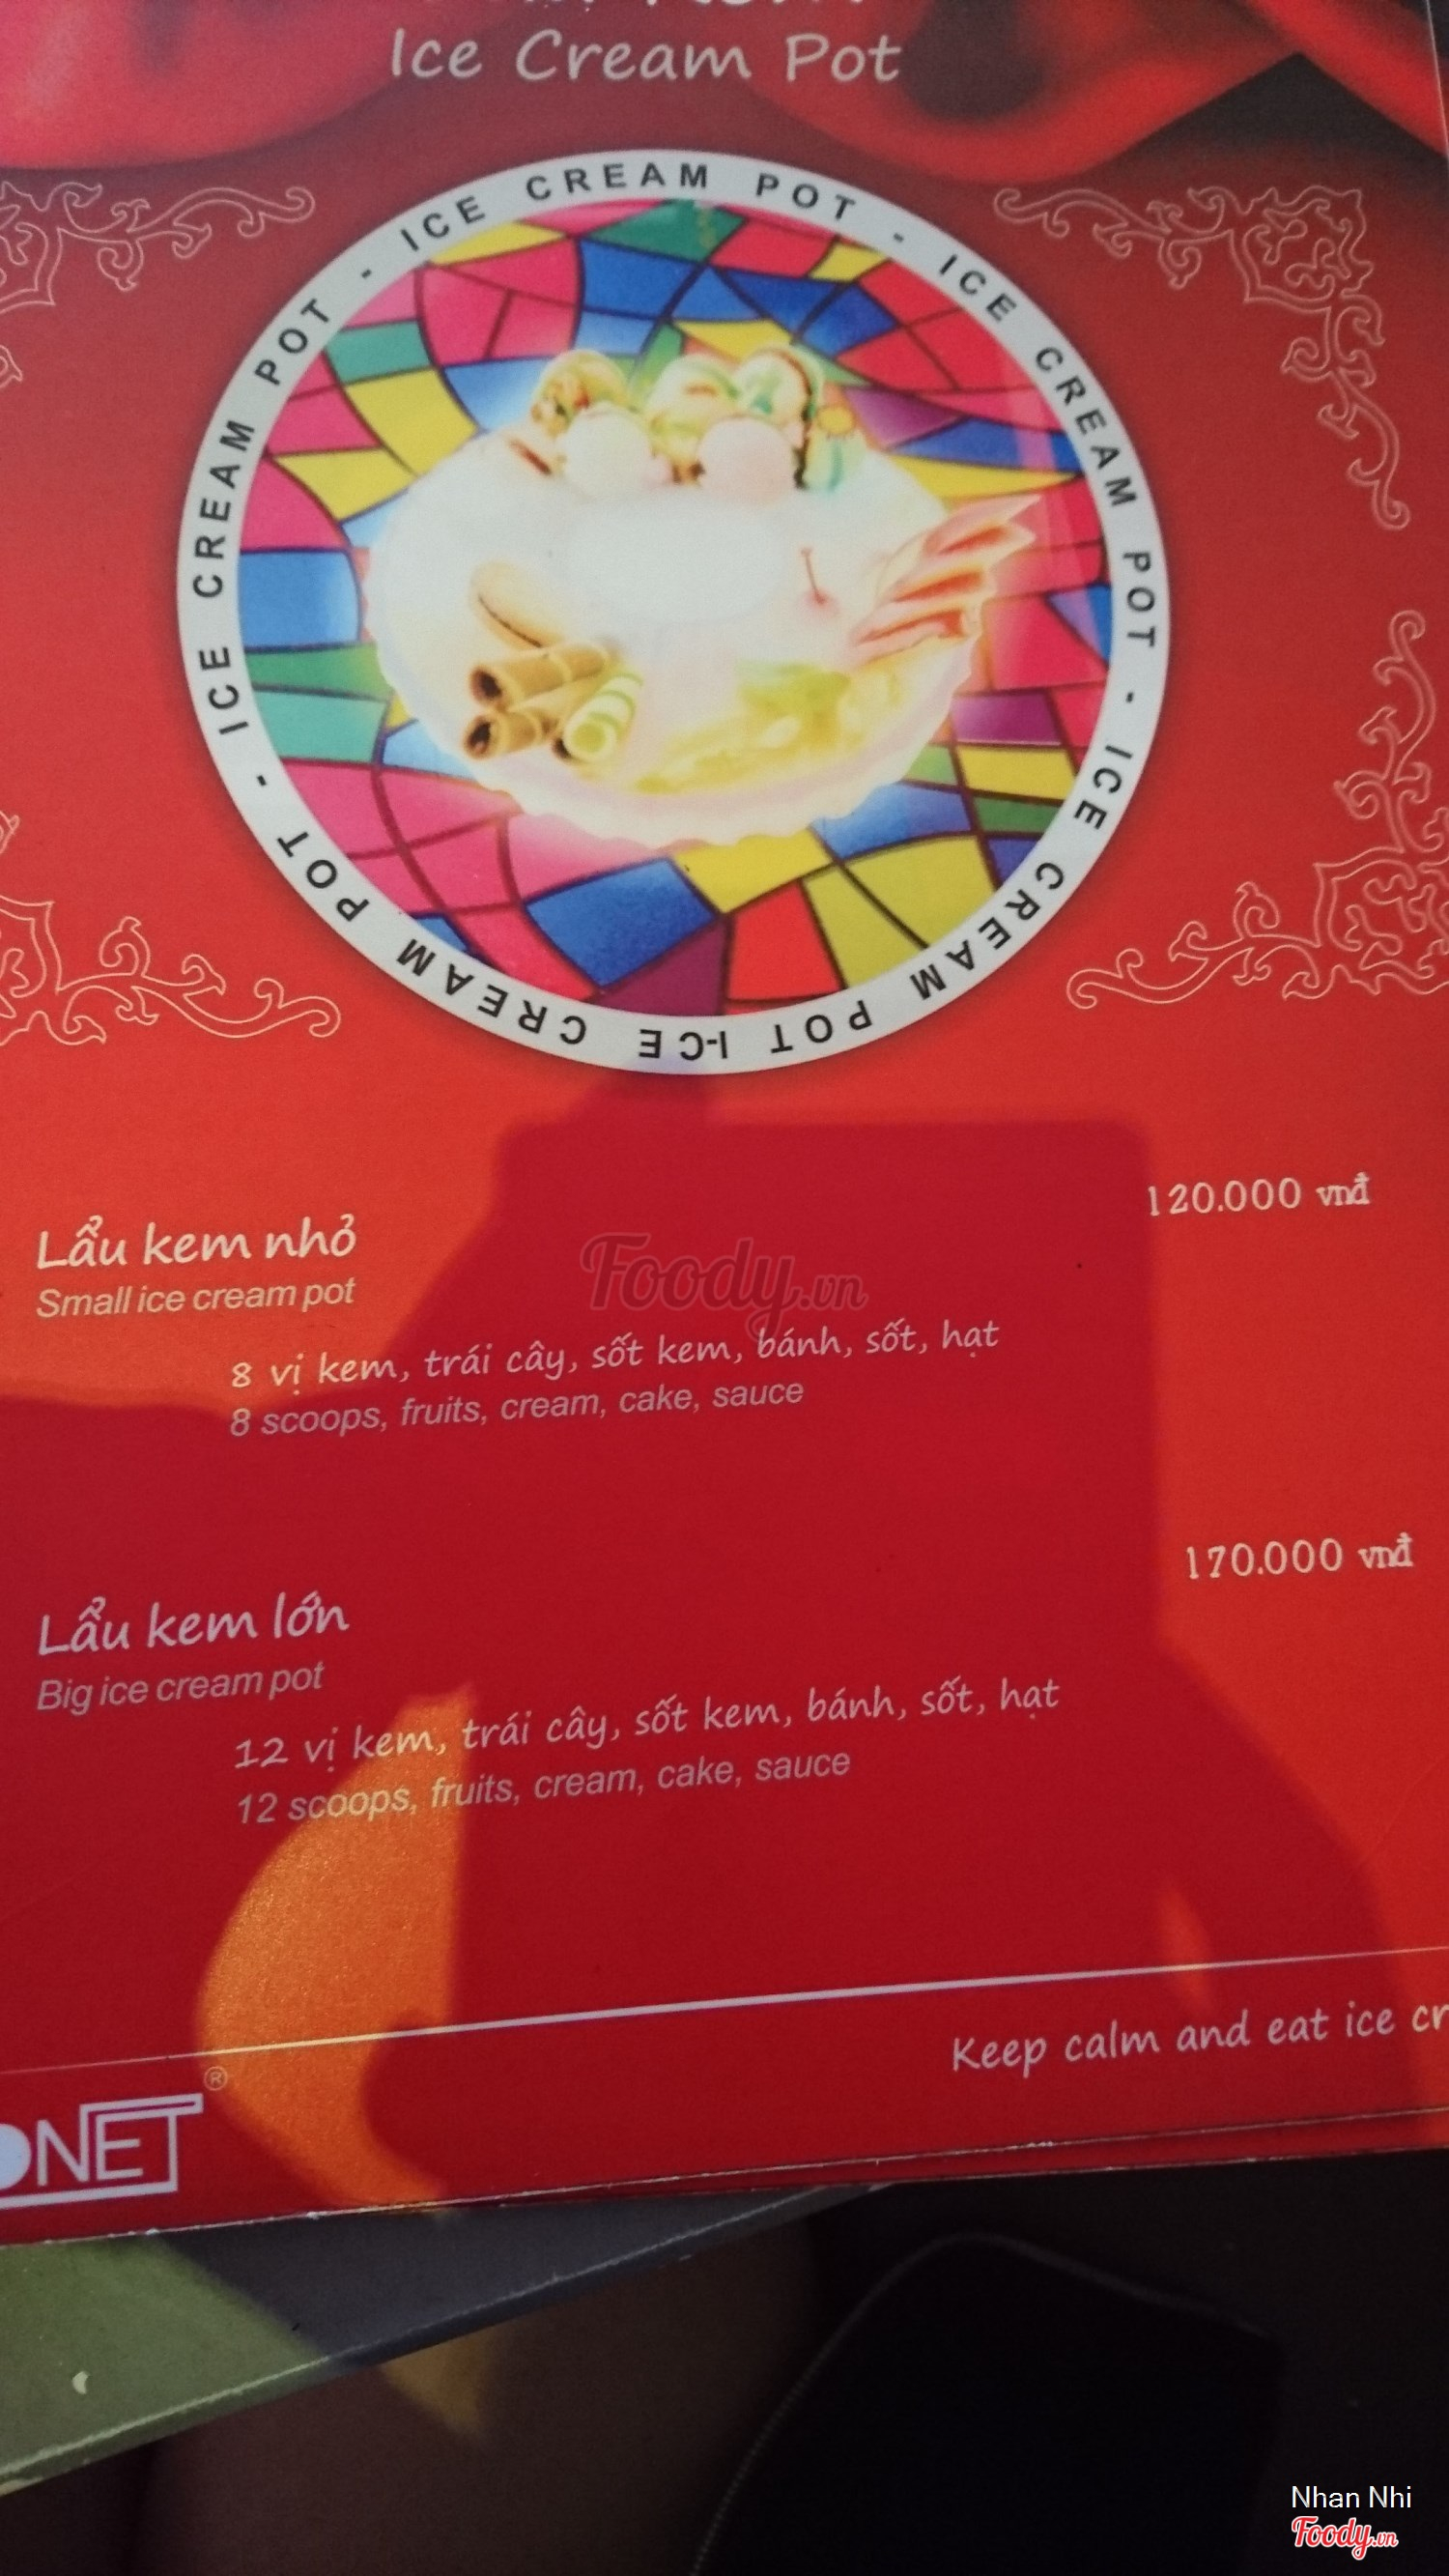 Ice Cream Pot
ICE CREAM POT - ICE CREAM POT - ICE CREAM POT I-CE CREAM POT - ICE CREAM POT -
120.000 vnđ
Lẩu kem nhỏ
Small ice cream pot
Foody.vn
8 vị kem, trái cây, sốt kem, bánh, sốt, hạt
8 scoops, fruits, cream, cake, sauce
170.000 vnđ
Lẩu kem lớn
Big ice cream pot
12 vị kem, trái cây, sốt kem, bánh, sốt, hạt
12 scoops, fruits, cream, cake, sauce
Keep calm and eat ice cr
ONET ®
Nhan Nhi
Foody.vn